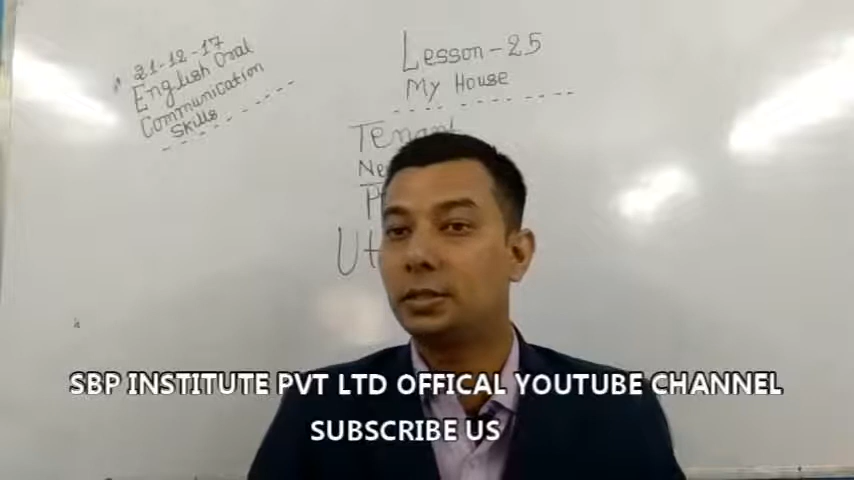 21-12-17
English Oral
Communication
Skills
Lesson-25
My House
Tenant
SBP INSTITUTE PVT LTD OFFICAL YOUTUBE CHANNEL
SUBSCRIBE US